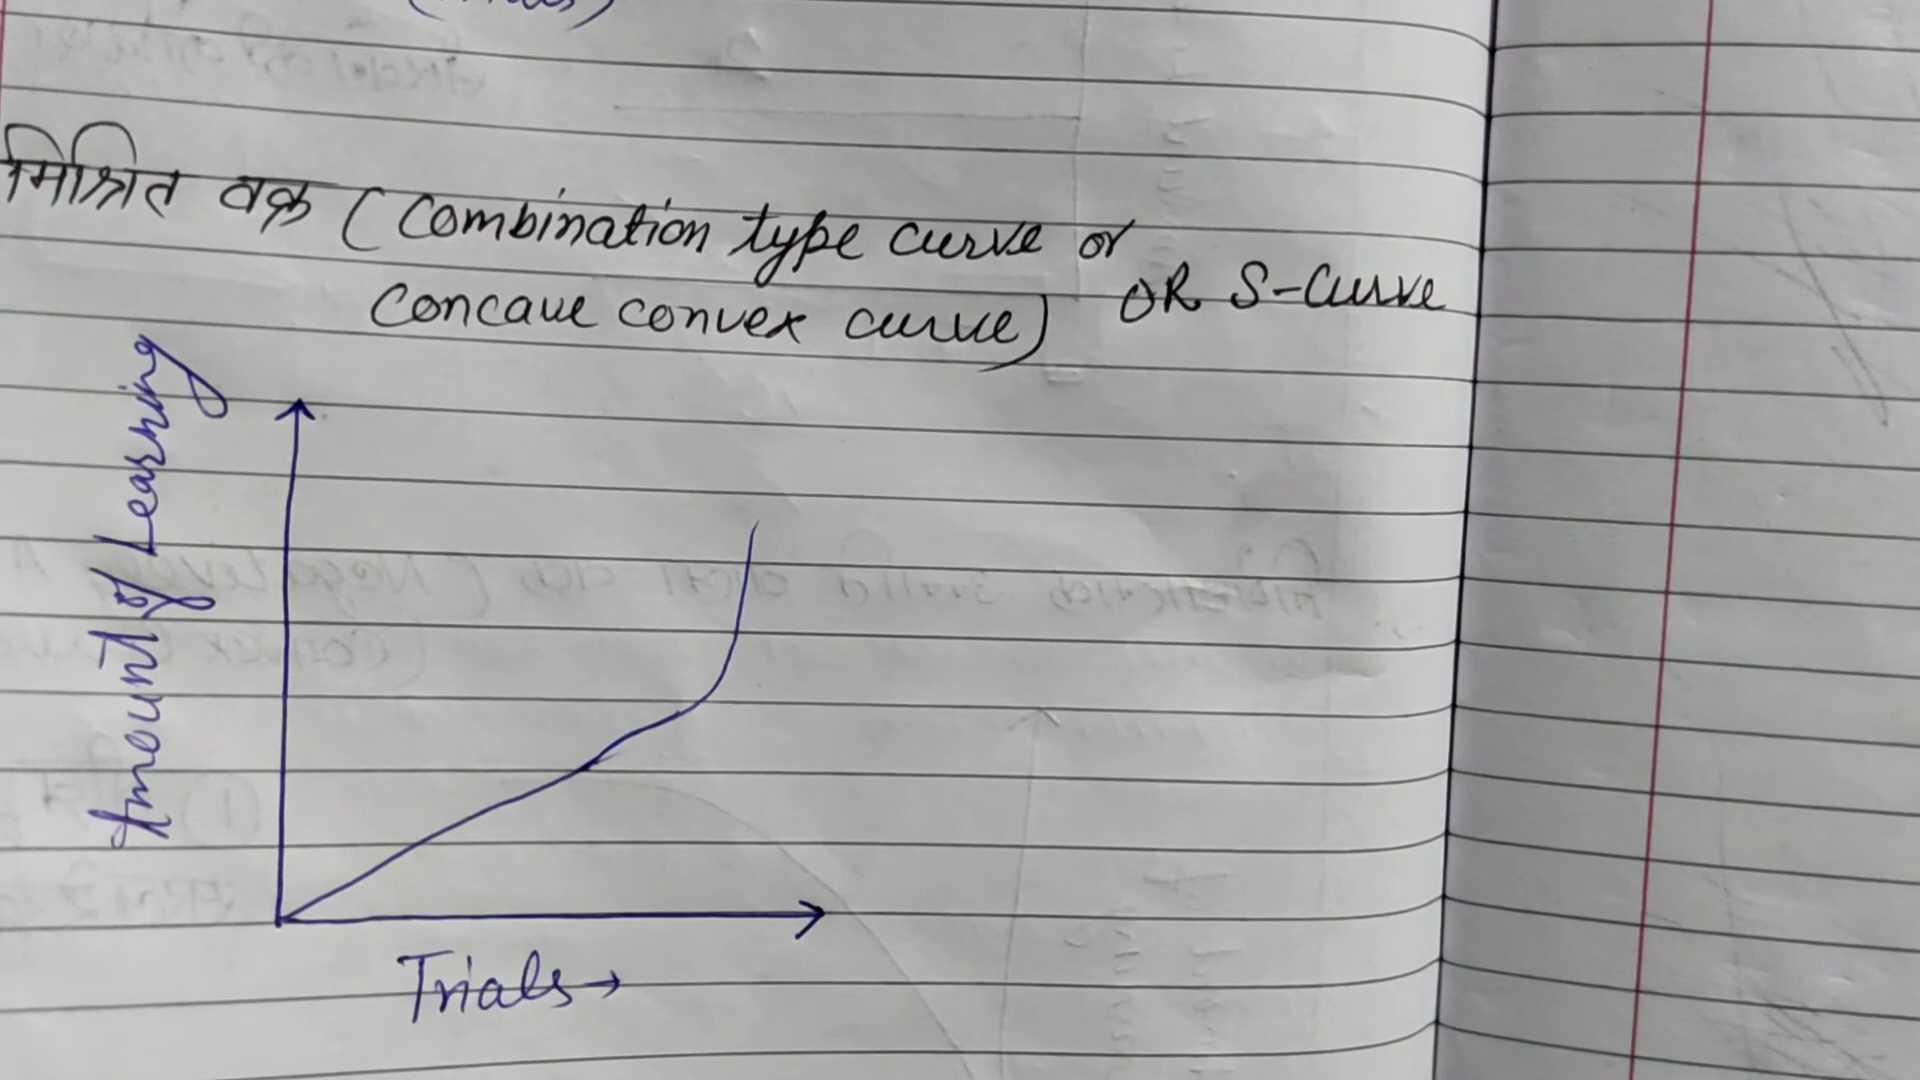 मिश्रित वक्र (Combination type curve or
Concave convex curve) OR S-Curve
Amount of Learning
Trials→